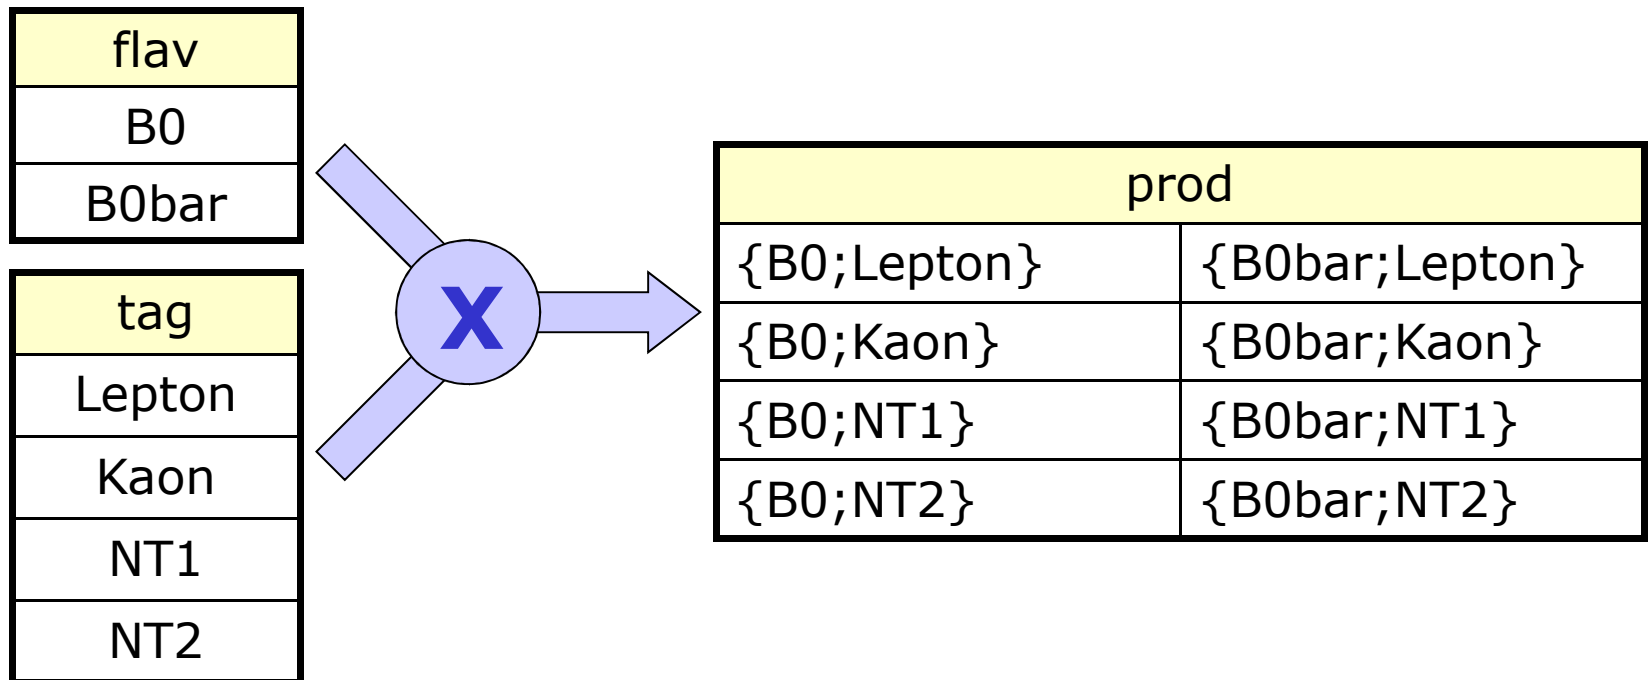 flav
B0
B0bar
tag
Lepton
Kaon
NT1
NT2
X
prod
{B0;Lepton} {B0bar;Lepton}
{B0;Kaon} {B0bar;Kaon}
{B0;NT1} {B0bar;NT1}
{B0;NT2} {B0bar;NT2}